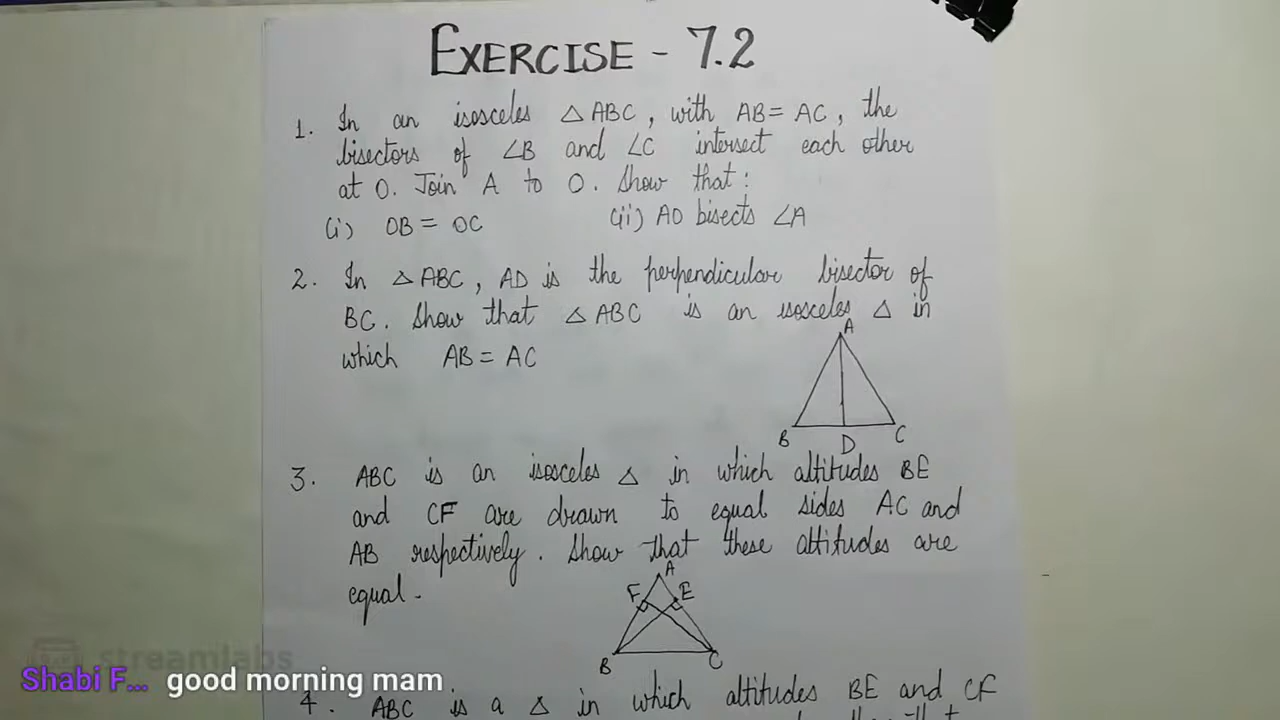 EXERCISE - 7.2
1. In an isosceles △ ABC, with AB = AC, the
bisectors of ∠B and ∠C intersect each other
at O. Join A to O. Show that:
(i) OB = OC (ii) AO bisects ∠A
2. In △ ABC, AD is the perpendicular bisector of
BC. Show that △ ABC is an isosceles △ in
which AB = AC
A
B
D
C
3. ABC is an isosceles △ in which altitudes BE
and CF are drawn to equal sides AC and
AB respectively. Show that these altitudes are
equal.
A
F E
B C
streamlabs
Shabi F... good morning mam
4. ABC is a △ in which altitudes BE and CF